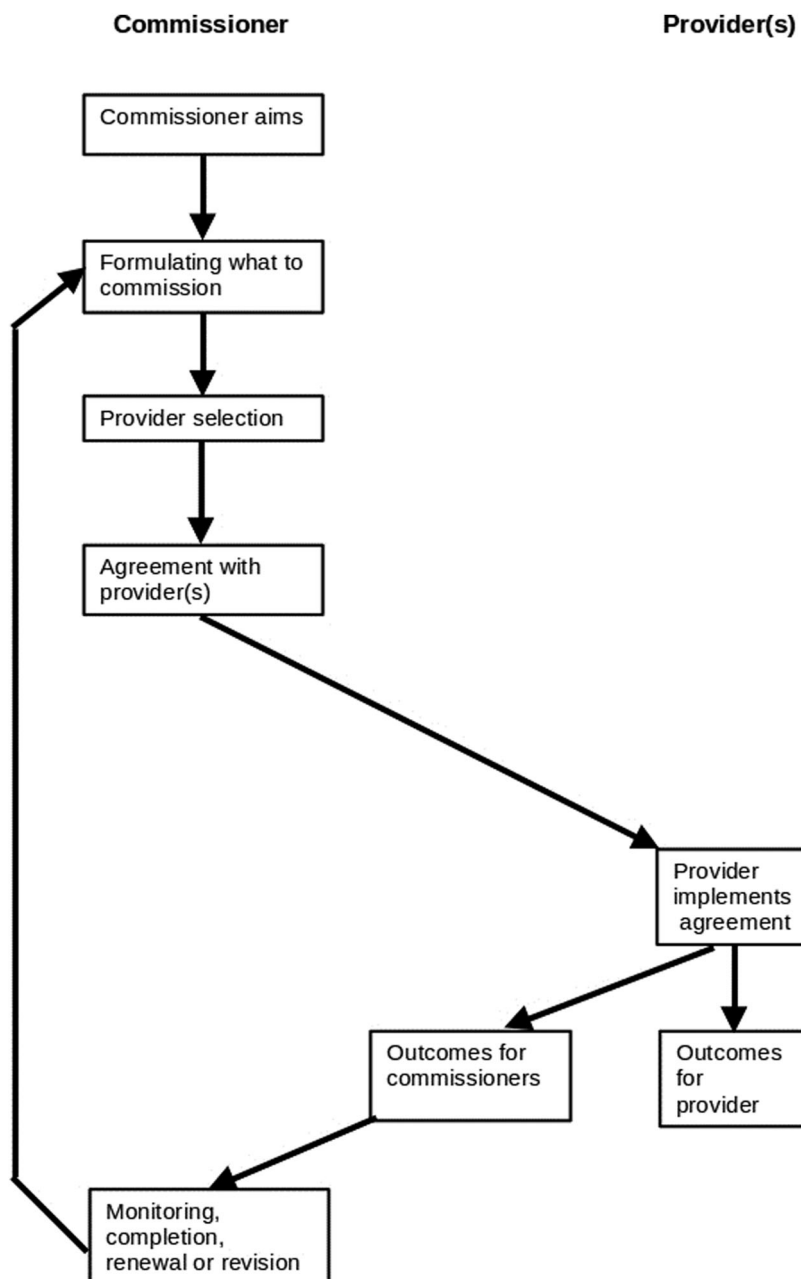 Commissioner
Provider(s)
Commissioner aims
Formulating what to
commission
Provider selection
Agreement with
provider(s)
Provider
implements
agreement
Outcomes for
commissioners
Outcomes
for
provider
Monitoring,
completion,
renewal or revision